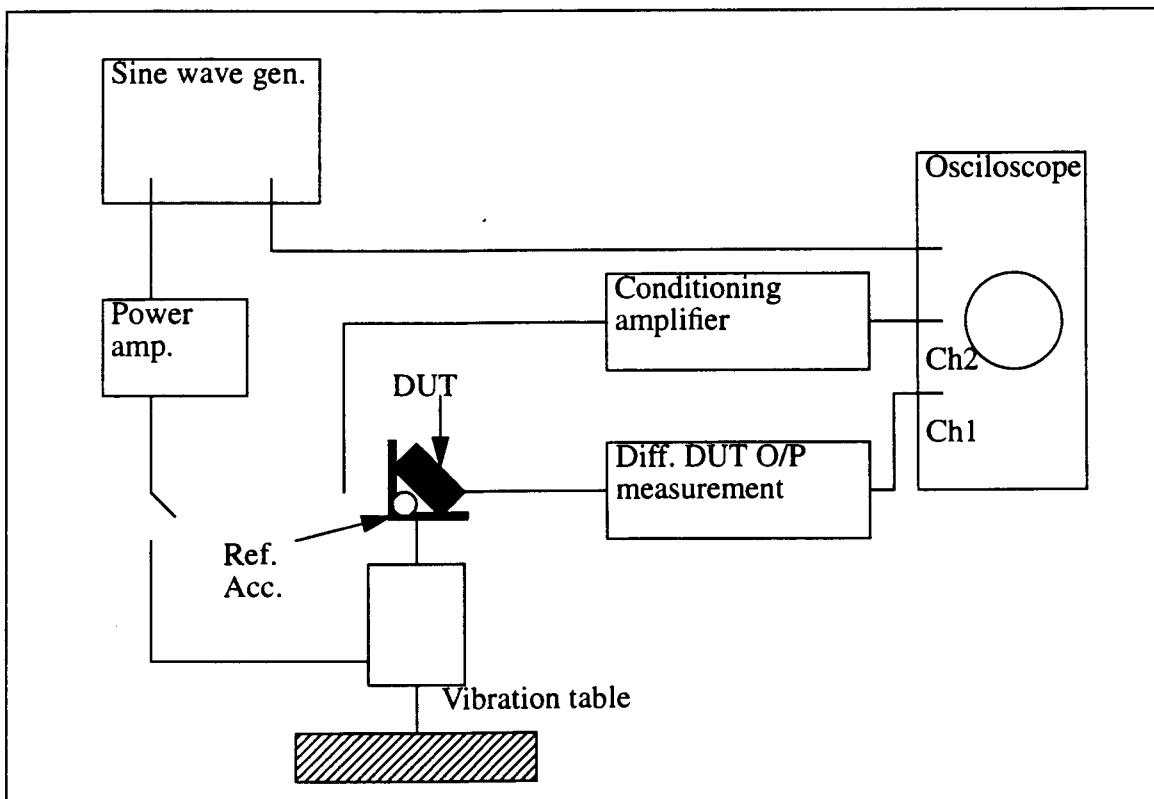 Sine wave gen.
Osciloscope
Power
amp.
Conditioning
amplifier
Ch2
DUT
Ch1
Diff. DUT O/P
measurement
Ref.
Acc.
Vibration table